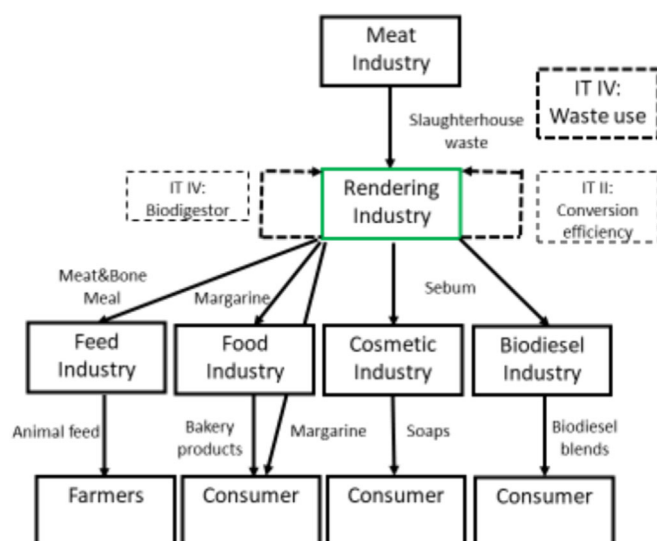 Meat
Industry
IT IV:
Waste use
Slaughterhouse
waste
IT IV:
Biodigestor
Rendering
Industry
IT II:
Conversion
efficiency
Meat&Bone
Meal
Margarine
Sebum
Feed
Industry
Food
Industry
Cosmetic
Industry
Biodiesel
Industry
Animal feed
Bakery
products
Margarine
Soaps
Biodiesel
blends
Farmers
Consumer
Consumer
Consumer